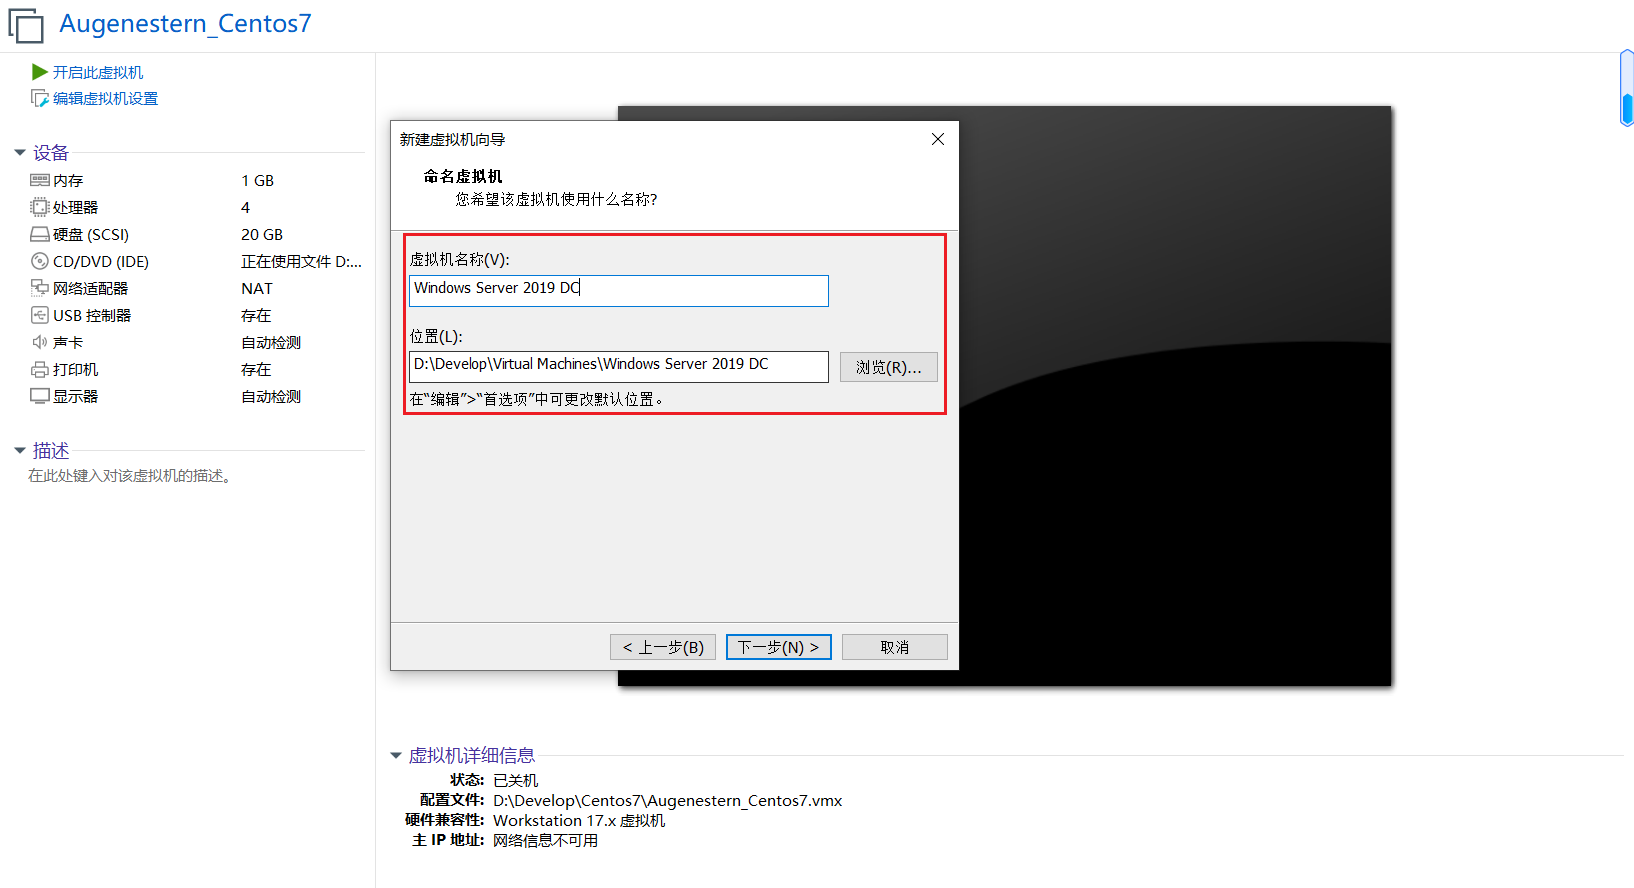 Augenestern_Centos7
开启此虚拟机
编辑虚拟机设置
设备
内存 1 GB
处理器 4
硬盘 (SCSI) 20 GB
CD/DVD (IDE) 正在使用文件 D:...
网络适配器 NAT
USB 控制器 存在
声卡 自动检测
打印机 存在
显示器 自动检测
描述
在此处键入对该虚拟机的描述。
新建虚拟机向导
命名虚拟机
您希望该虚拟机使用什么名称?
虚拟机名称(V):
Windows Server 2019 DC
位置(L):
D:\Develop\Virtual Machines\Windows Server 2019 DC
浏览(R)...
在“编辑”>“首选项”中可更改默认位置。
< 上一步(B) 下一步(N) > 取消
虚拟机详细信息
状态: 已关机
配置文件: D:\Develop\Centos7\Augenestern_Centos7.vmx
硬件兼容性: Workstation 17.x 虚拟机
主 IP 地址: 网络信息不可用